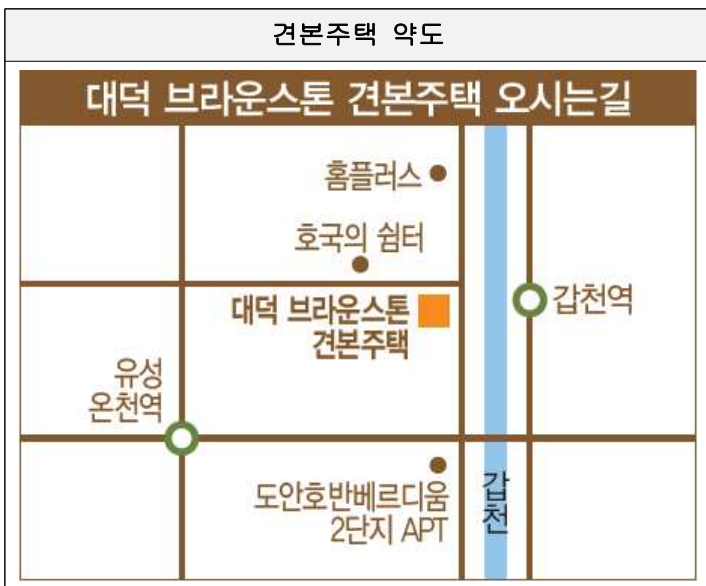 견본주택 약도
대덕 브라운스톤 견본주택 오시는길
홈플러스
호국의 쉼터
대덕 브라운스톤
견본주택
갑천역
유성
온천역
도안호반베르디움
2단지 APT
갑천